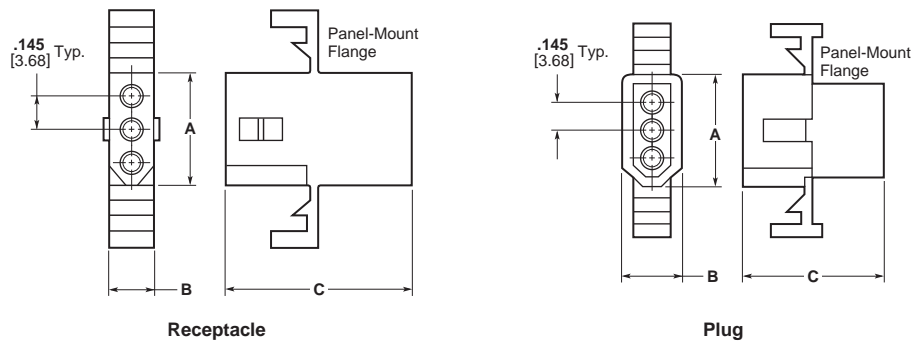 .145
[3.68] Typ.
Panel-Mount
Flange
A
B
C
Receptacle
.145
[3.68] Typ.
Panel-Mount
Flange
A
B
C
Plug